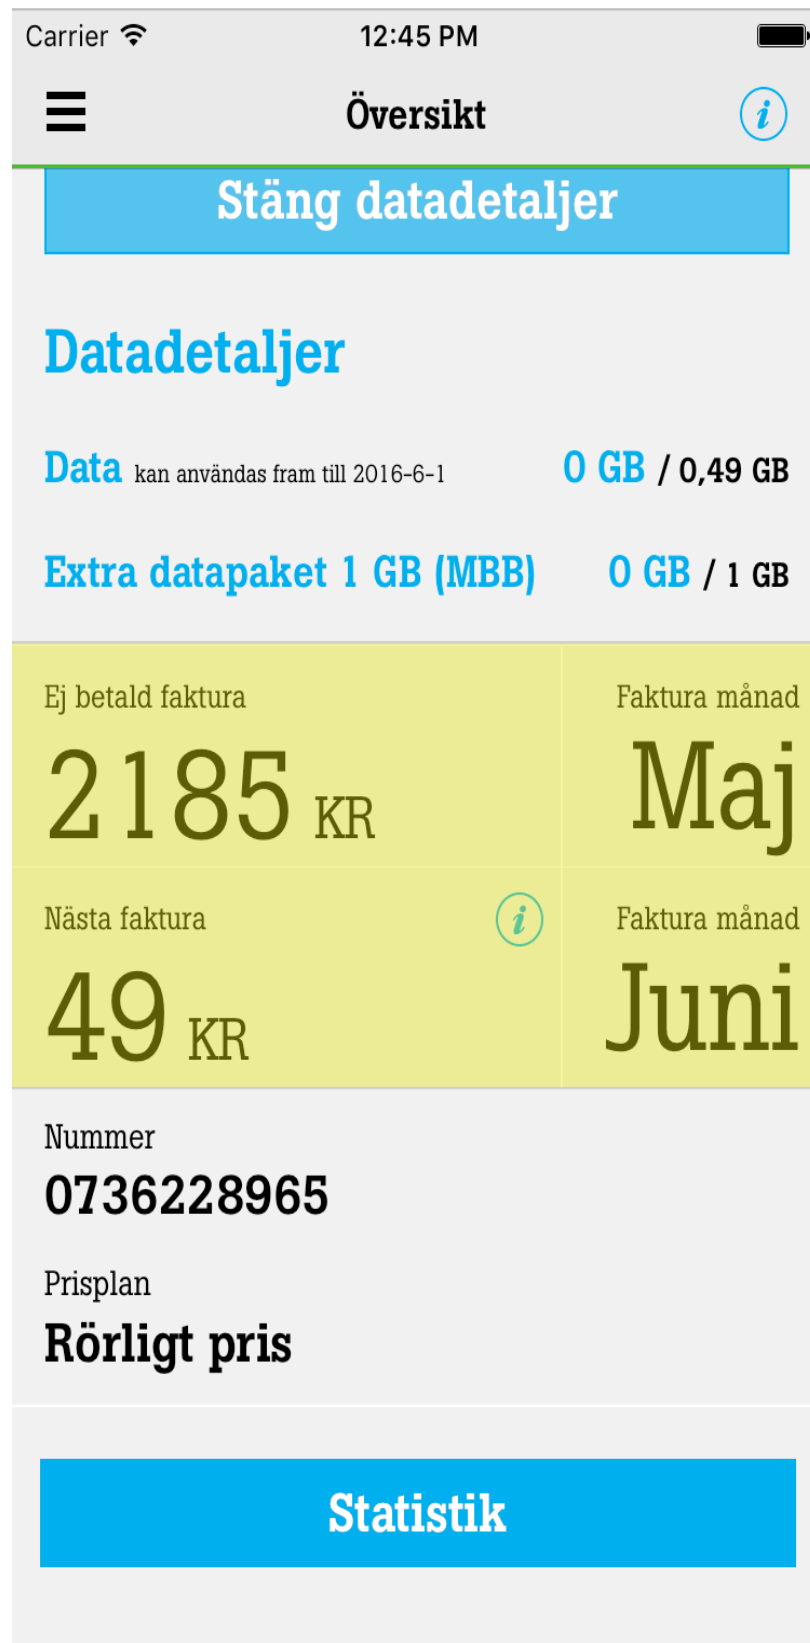 Carrier 12:45 PM
Översikt i
Stäng datadetaljer
Datadetaljer
Data kan användas fram till 2016-6-1 0 GB / 0,49 GB
Extra datapaket 1 GB (MBB) 0 GB / 1 GB
Ej betald faktura Faktura månad
2185 KR Maj
Nästa faktura i Faktura månad
49 KR Juni
Nummer
0736228965
Prisplan
Rörligt pris
Statistik